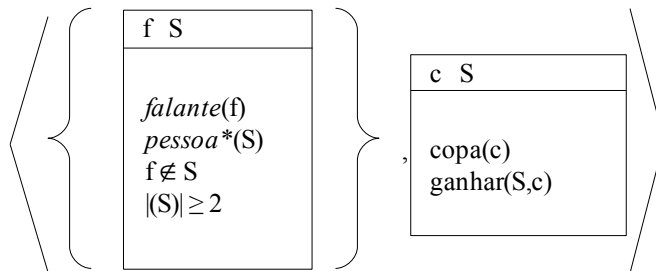 f S
falante(f)
pessoa*(S)
f ∉ S
|(S)| ≥ 2
,
c S
copa(c)
ganhar(S,c)